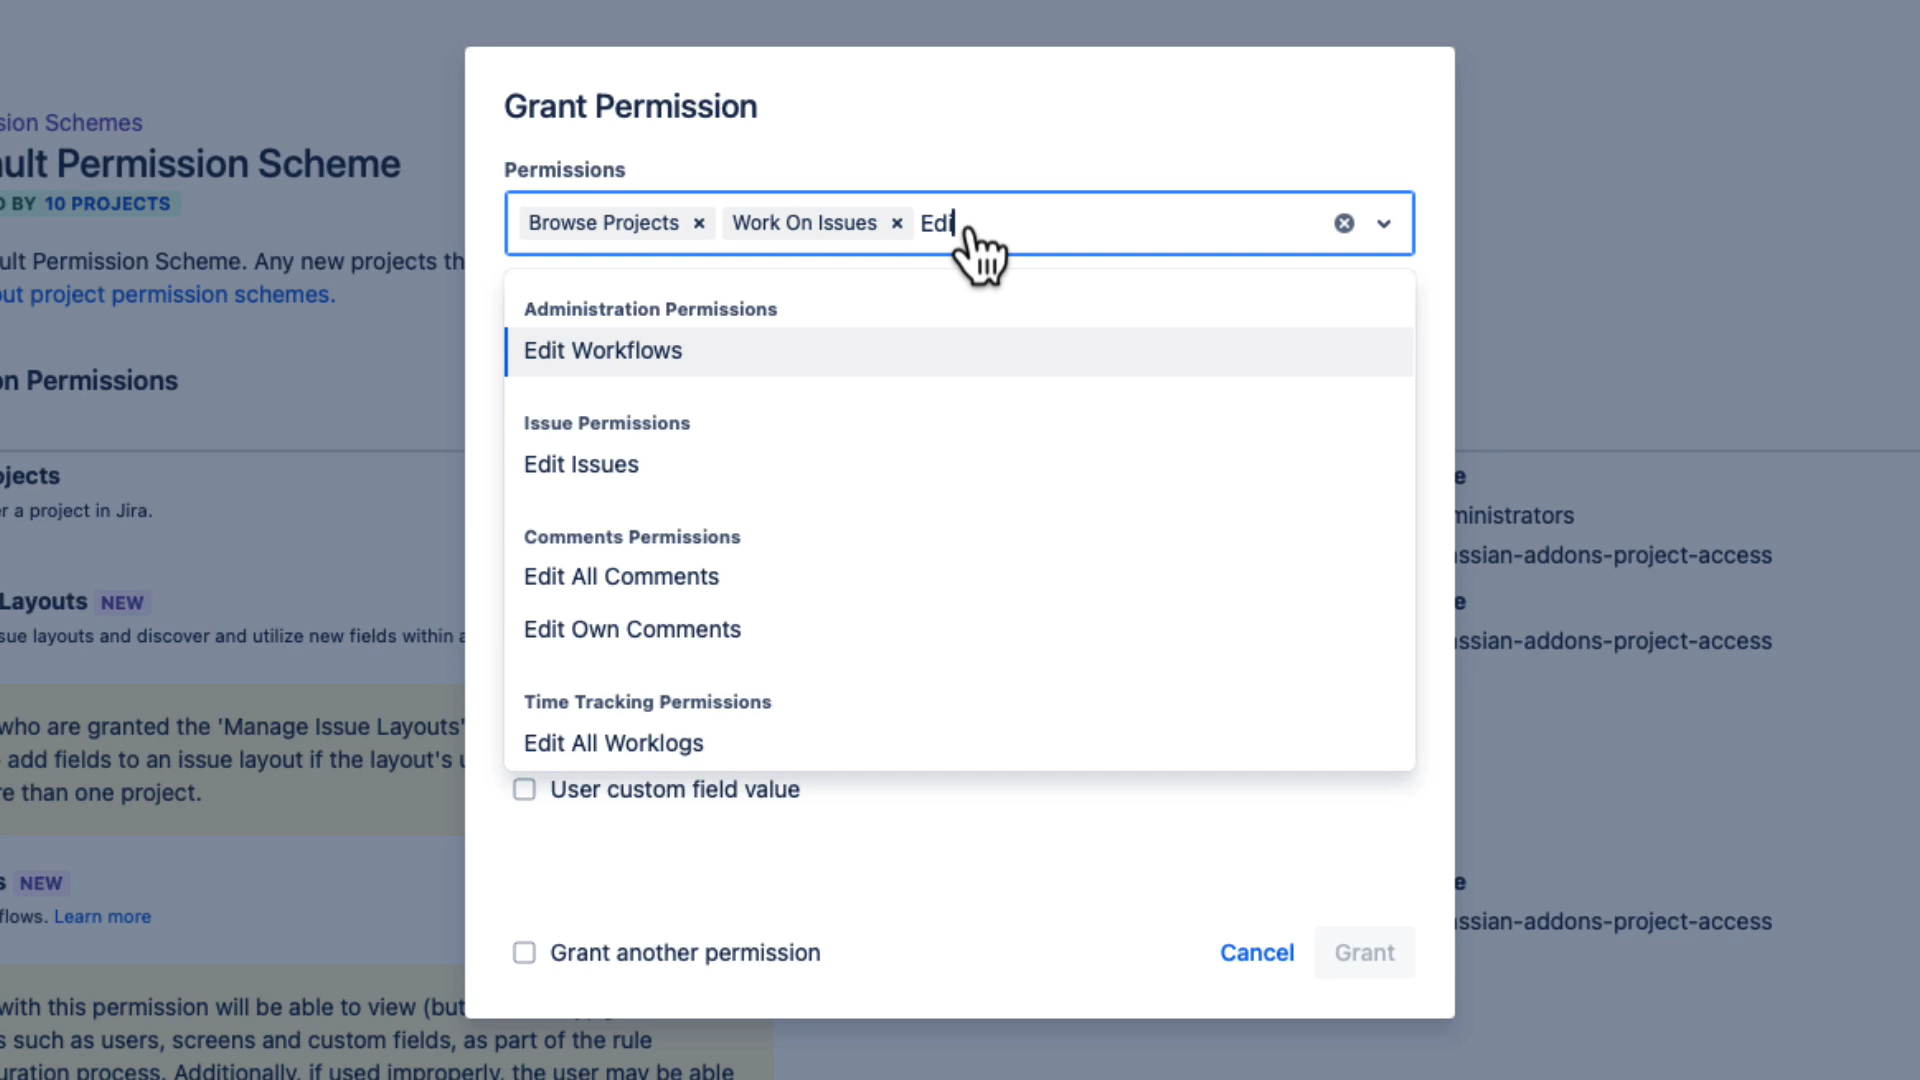 sion Schemes
ult Permission Scheme
BY 10 PROJECTS
ult Permission Scheme. Any new projects th
ut project permission schemes.
on Permissions
ojects
r a project in Jira.
Layouts NEW
sue layouts and discover and utilize new fields within a
who are granted the 'Manage Issue Layouts'
add fields to an issue layout if the layout's u
re than one project.
s NEW
flows. Learn more
with this permission will be able to view (but
s such as users, screens and custom fields, as part of the rule
uration process. Additionally, if used improperly, the user may be able
Grant Permission
Permissions
Browse Projects × Work On Issues × Edi
Administration Permissions
Edit Workflows
Issue Permissions
Edit Issues
Comments Permissions
Edit All Comments
Edit Own Comments
Time Tracking Permissions
Edit All Worklogs
User custom field value
Grant another permission
Cancel Grant
e
ministrators
ssian-addons-project-access
e
ssian-addons-project-access
e
ssian-addons-project-access